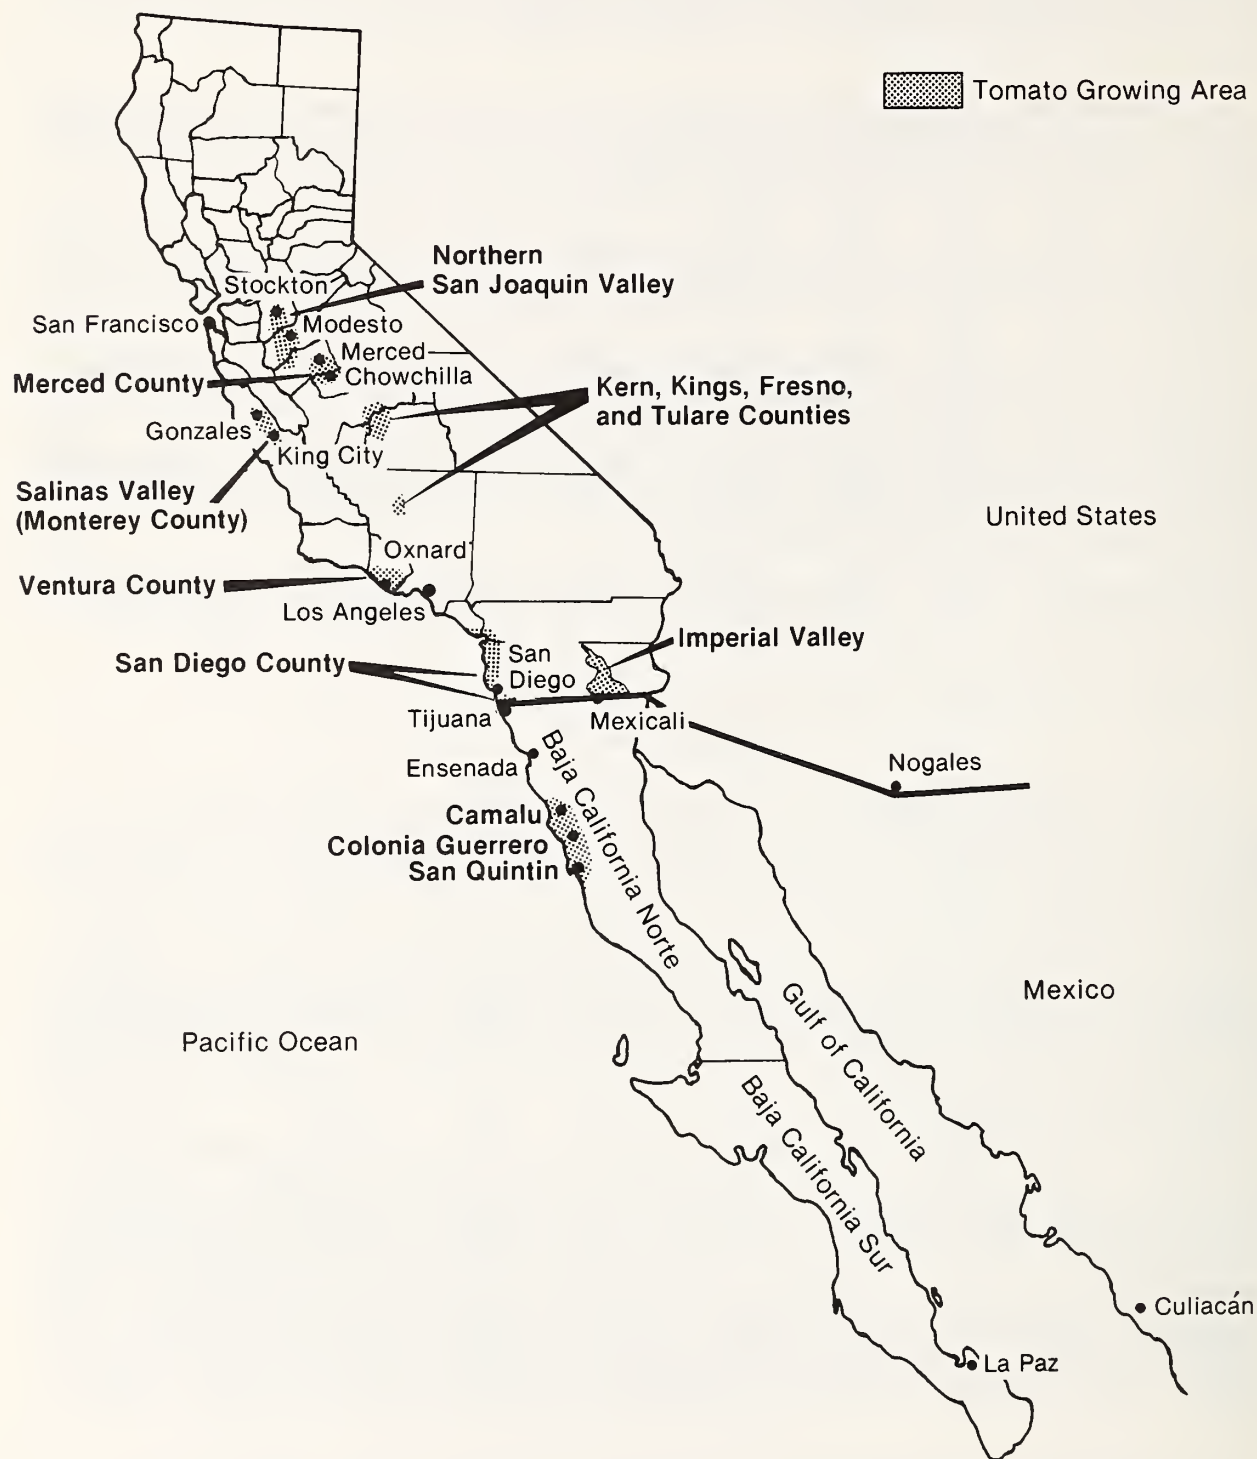 Tomato Growing Area
Northern
San Joaquin Valley
Stockton
San Francisco
Modesto
Merced
Merced County
Chowchilla
Kern, Kings, Fresno,
and Tulare Counties
Gonzales
King City
Salinas Valley
(Monterey County)
United States
Oxnard
Ventura County
Los Angeles
Imperial Valley
San Diego County
San
Diego
Tijuana
Mexicali
Ensenada
Nogales
Baja California Norte
Camalu
Colonia Guerrero
San Quintin
Mexico
Pacific Ocean
Gulf of California
Baja California Sur
Culiacán
La Paz